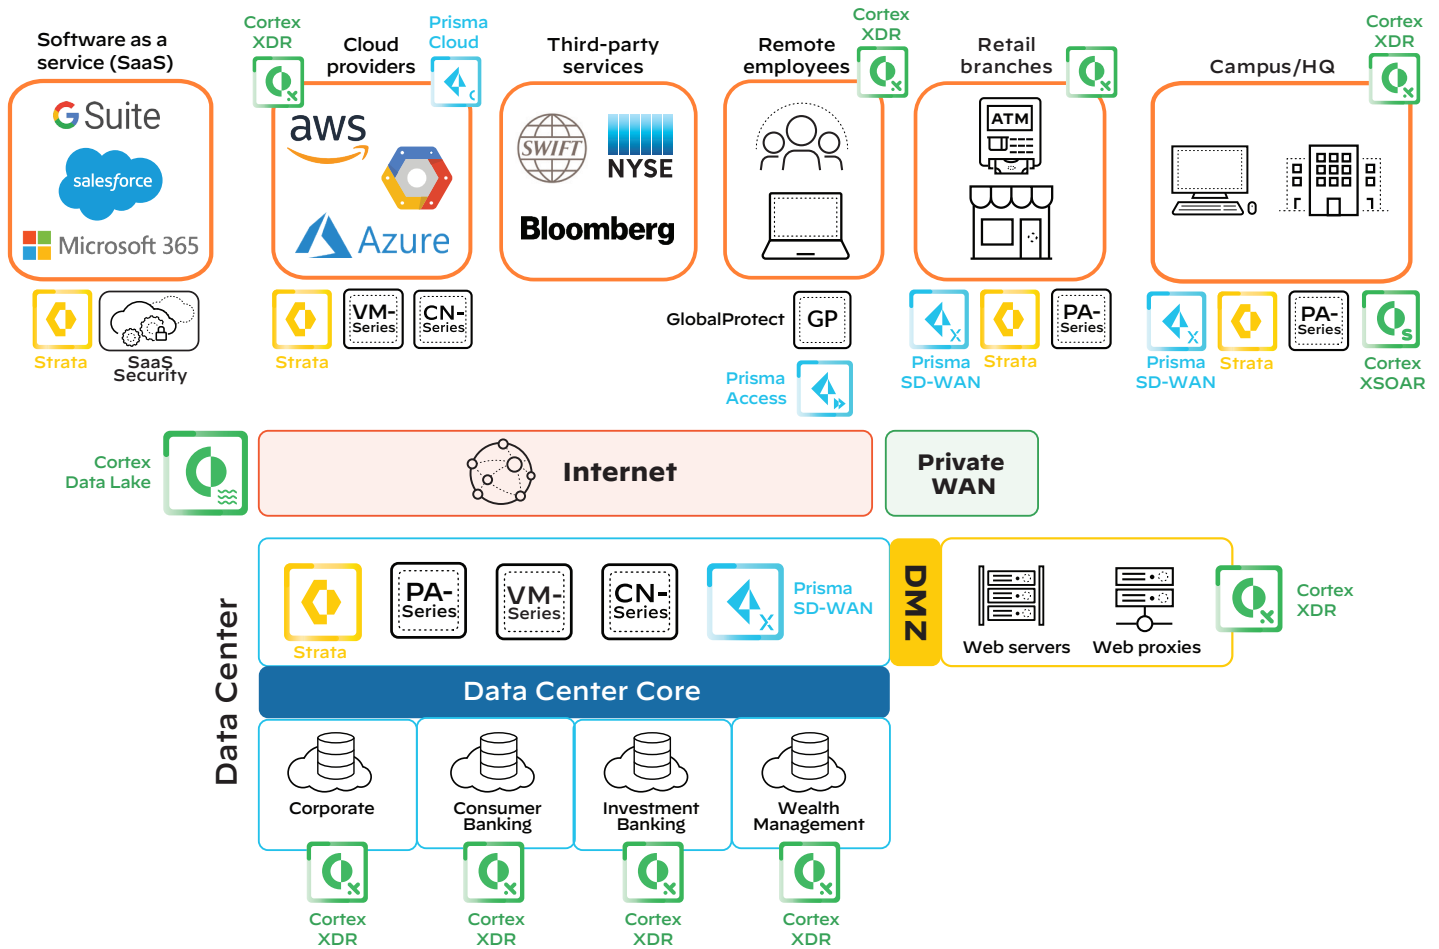 Software as a
service (SaaS)
Cortex
XDR
Cloud
providers
Prisma
Cloud
Third-party
services
Remote
employees
Cortex
XDR
Retail
branches
Campus/HQ
Cortex
XDR
G Suite
salesforce
Microsoft 365
aws
Azure
SWIFT
NYSE
Bloomberg
ATM
Strata
SaaS
Security
Strata
VM-
Series
CN-
Series
GlobalProtect
GP
Prisma
Access
X
Prisma
SD-WAN
Strata
PA-
Series
X
Prisma
SD-WAN
Strata
PA-
Series
S
Cortex
XSOAR
Cortex
Data Lake
Internet
Private
WAN
Data Center
Strata
PA-
Series
VM-
Series
CN-
Series
X
Prisma
SD-WAN
DMZ
Web servers
Web proxies
Cortex
XDR
Data Center Core
Corporate
Consumer
Banking
Investment
Banking
Wealth
Management
Cortex
XDR
Cortex
XDR
Cortex
XDR
Cortex
XDR